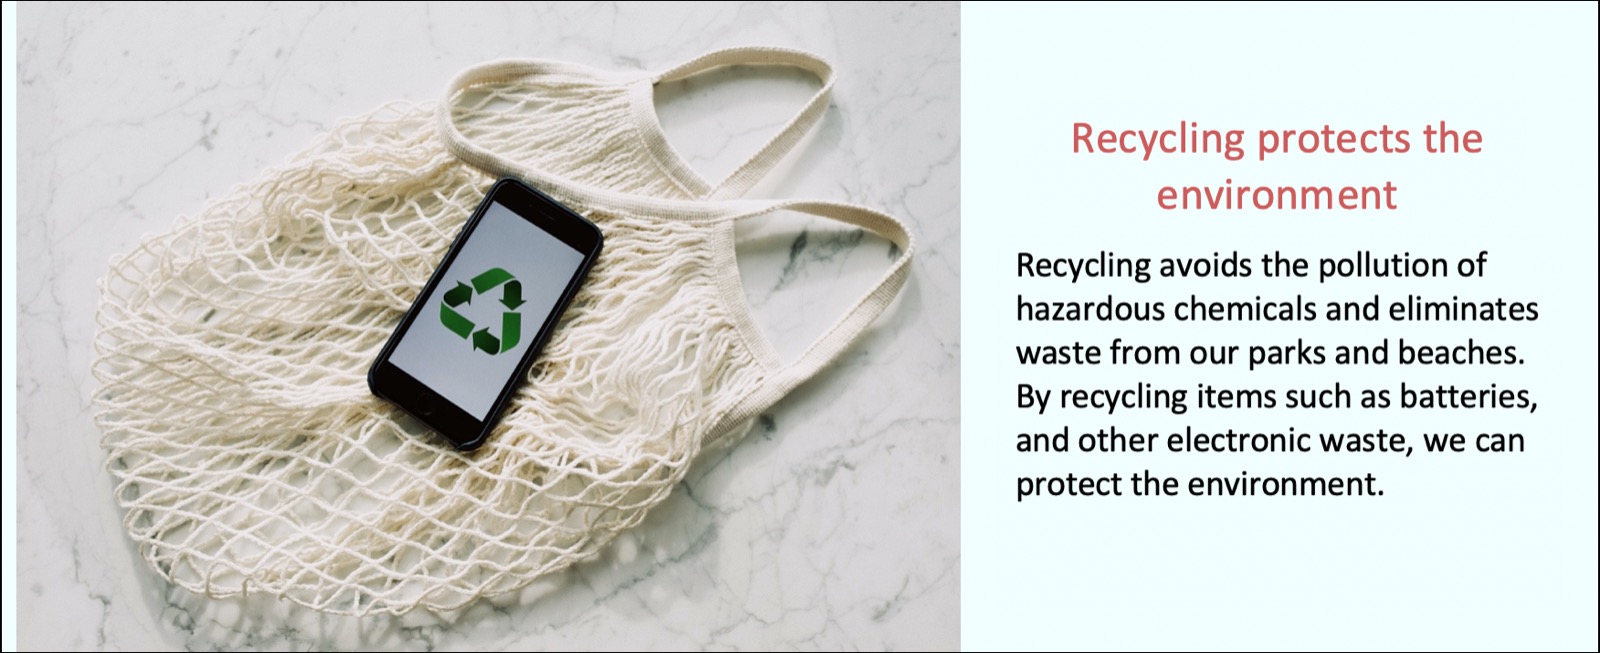 Recycling protects the
environment
Recycling avoids the pollution of
hazardous chemicals and eliminates
waste from our parks and beaches.
By recycling items such as batteries,
and other electronic waste, we can
protect the environment.